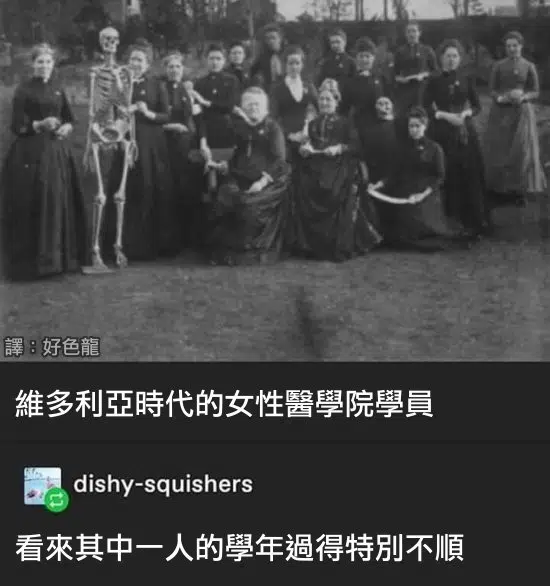 譯：好色龍
維多利亞時代的女性醫學院學員
dishy-squishers
看來其中一人的學年過得特別不順